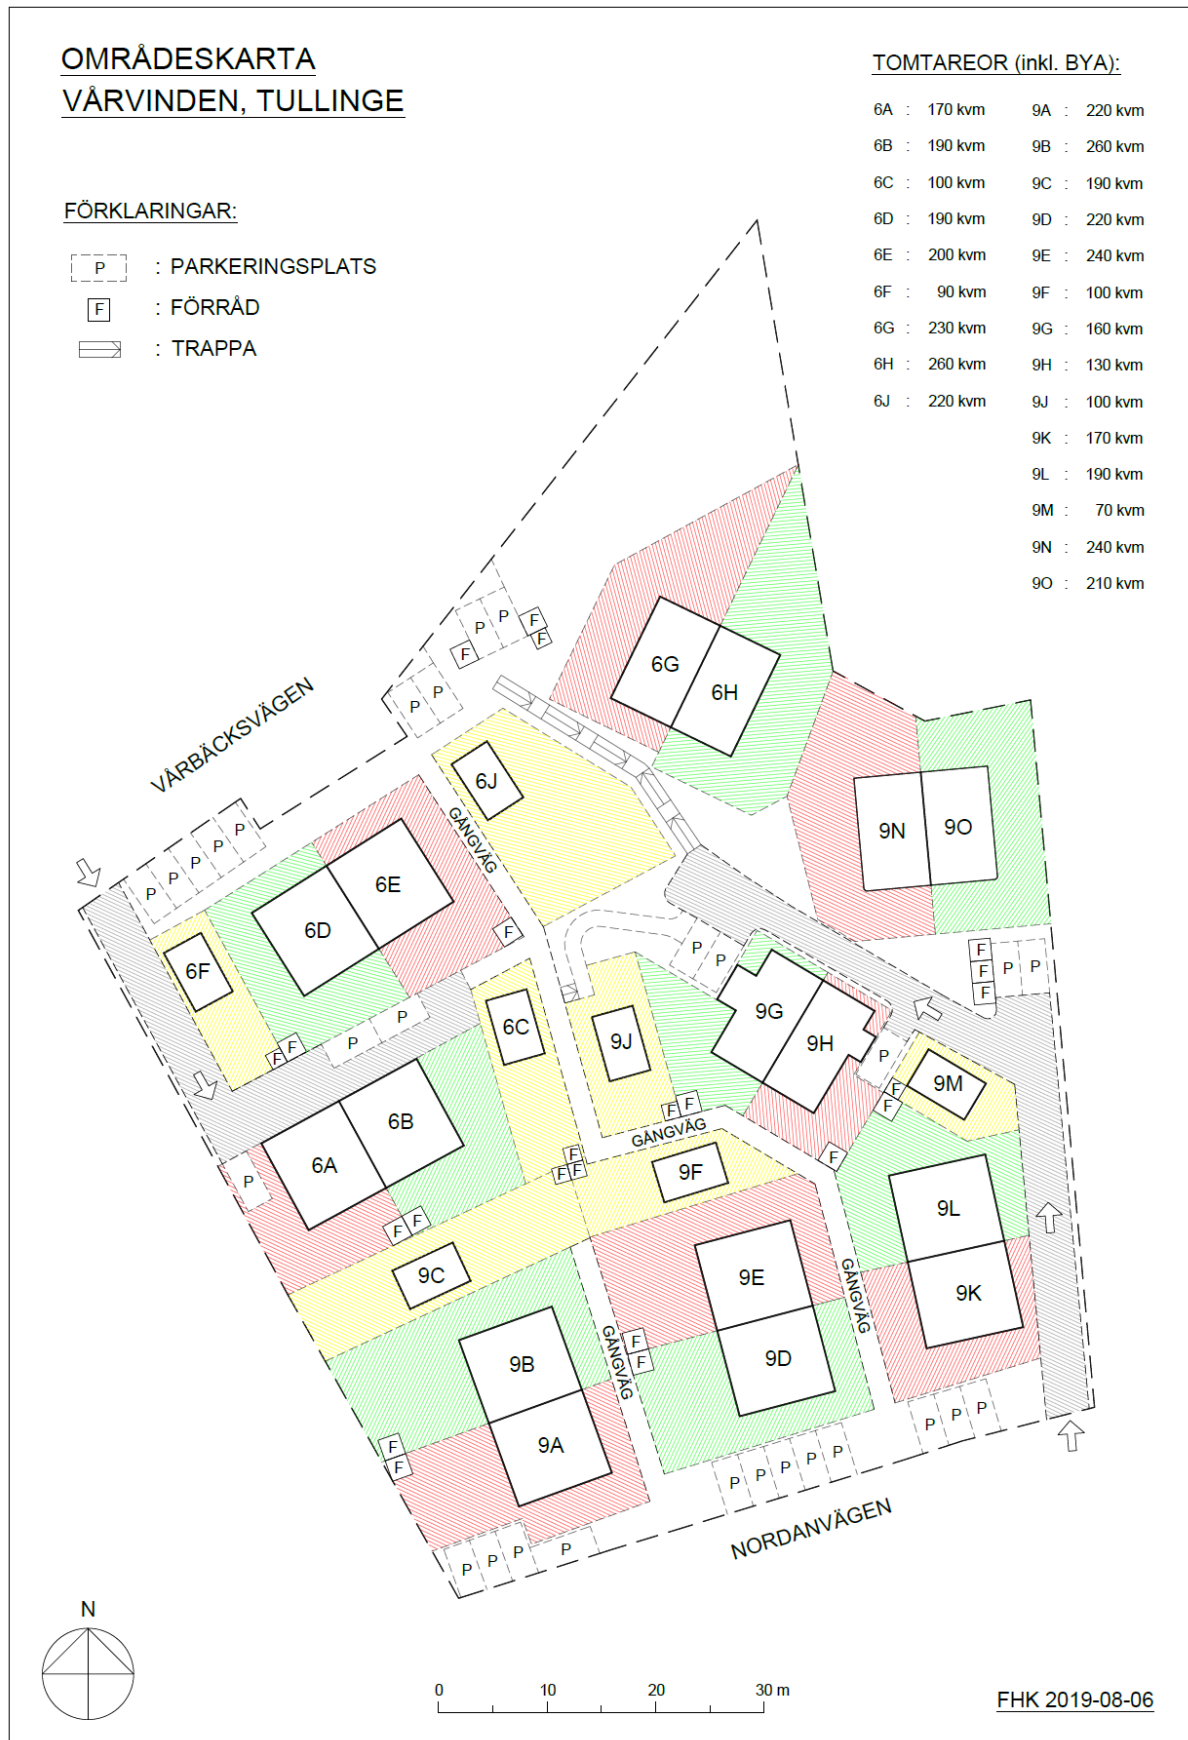 OMRÅDESKARTA
VÅRVINDEN, TULLINGE
FÖRKLARINGAR:
P : PARKERINGSPLATS
F : FÖRRÅD
: TRAPPA
TOMTAREOR (inkl. BYA):
6A : 170 kvm 9A : 220 kvm
6B : 190 kvm 9B : 260 kvm
6C : 100 kvm 9C : 190 kvm
6D : 190 kvm 9D : 220 kvm
6E : 200 kvm 9E : 240 kvm
6F : 90 kvm 9F : 100 kvm
6G : 230 kvm 9G : 160 kvm
6H : 260 kvm 9H : 130 kvm
6J : 220 kvm 9J : 100 kvm
9K : 170 kvm
9L : 190 kvm
9M : 70 kvm
9N : 240 kvm
9O : 210 kvm
P P F
F F
6G
6H
P P
VÅRBÄCKSVÄGEN
6J
GÅNGVÄG
9N 9O
P P P P P
6E
6D
F
6F
P P
F P P
F
F
6C
P P
9G
9H
9J
P
9M
F F
F F
6B
6A
P
F F
F F
GÅNGVÄG
F
F F
9F
F
9L
9K
9C
9E
9D
GÅNGVÄG
9B
9A
GÅNGVÄG
F
F
F
F
P P P
P P P P P
P P P P
NORDANVÄGEN
N
0 10 20 30 m
FHK 2019-08-06